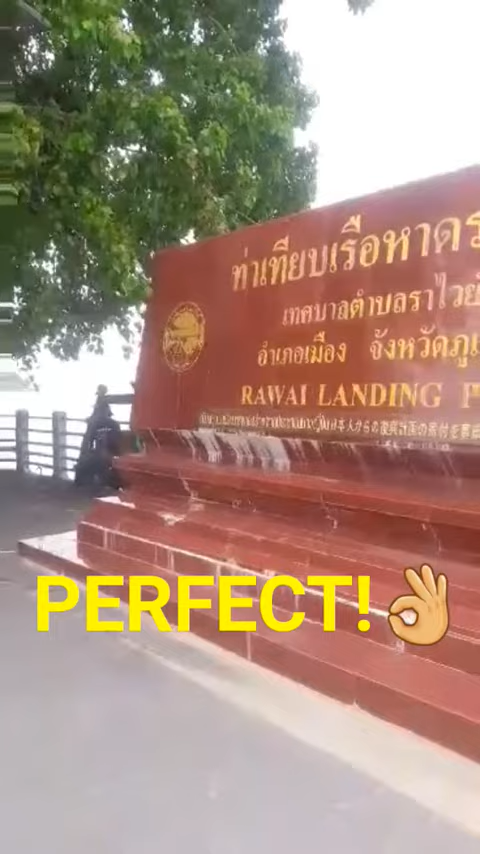 ท่าเทียบเรือหาด
เทศบาลตำบลราไวย์
อำเภอเมือง จังหวัดภู
RAWAI LANDING P
PERFECT!👌